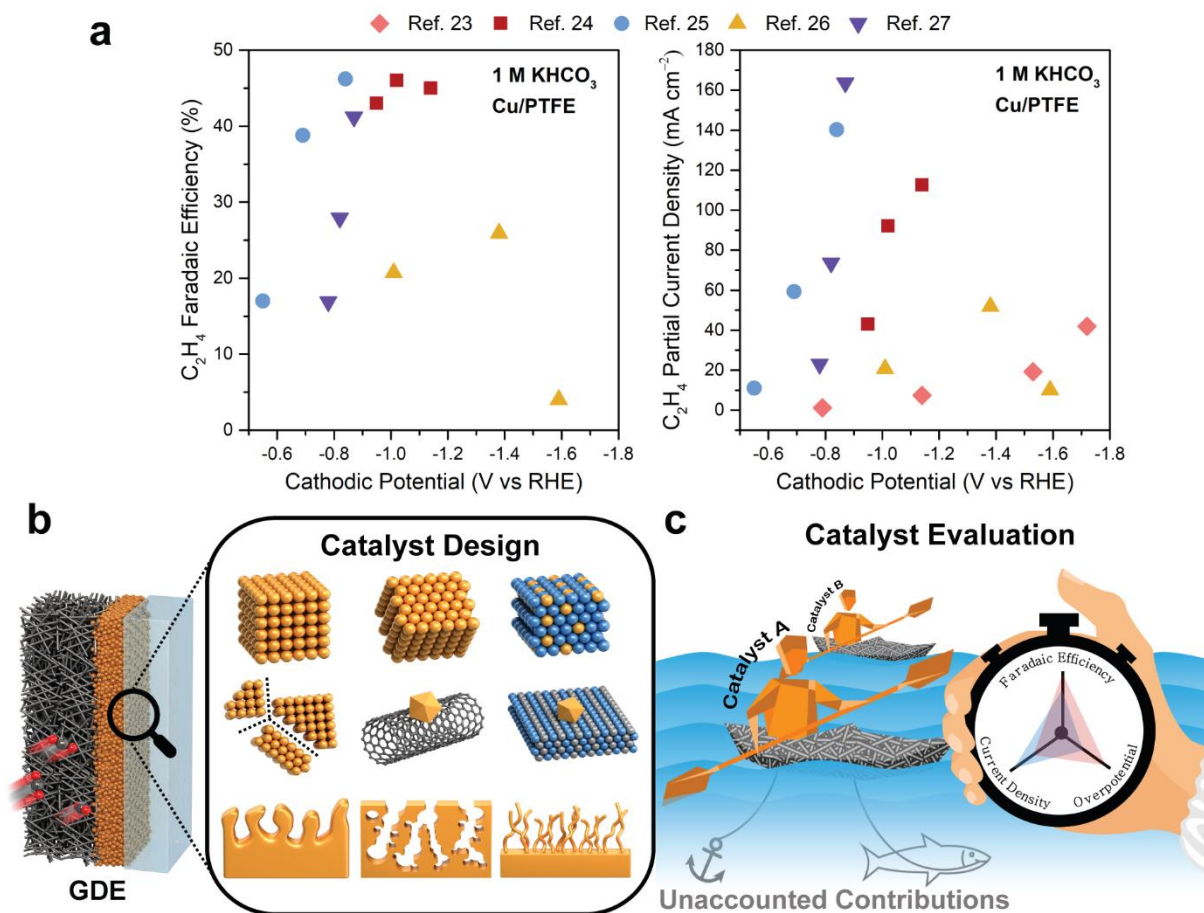 a
Ref. 23 Ref. 24 Ref. 25 Ref. 26 Ref. 27
C₂H₄ Faradaic Efficiency (%)
50
40
30
20
10
0
1 M KHCO₃
Cu/PTFE
-0.6 -0.8 -1.0 -1.2 -1.4 -1.6 -1.8
Cathodic Potential (V vs RHE)
C₂H₄ Partial Current Density (mA cm⁻²)
180
160
140
120
100
80
60
40
20
0
1 M KHCO₃
Cu/PTFE
-0.6 -0.8 -1.0 -1.2 -1.4 -1.6 -1.8
Cathodic Potential (V vs RHE)
b
Catalyst Design
GDE
c
Catalyst Evaluation
Catalyst B
Catalyst A
Faradaic Efficiency
Current Density
Overpotential
Unaccounted Contributions